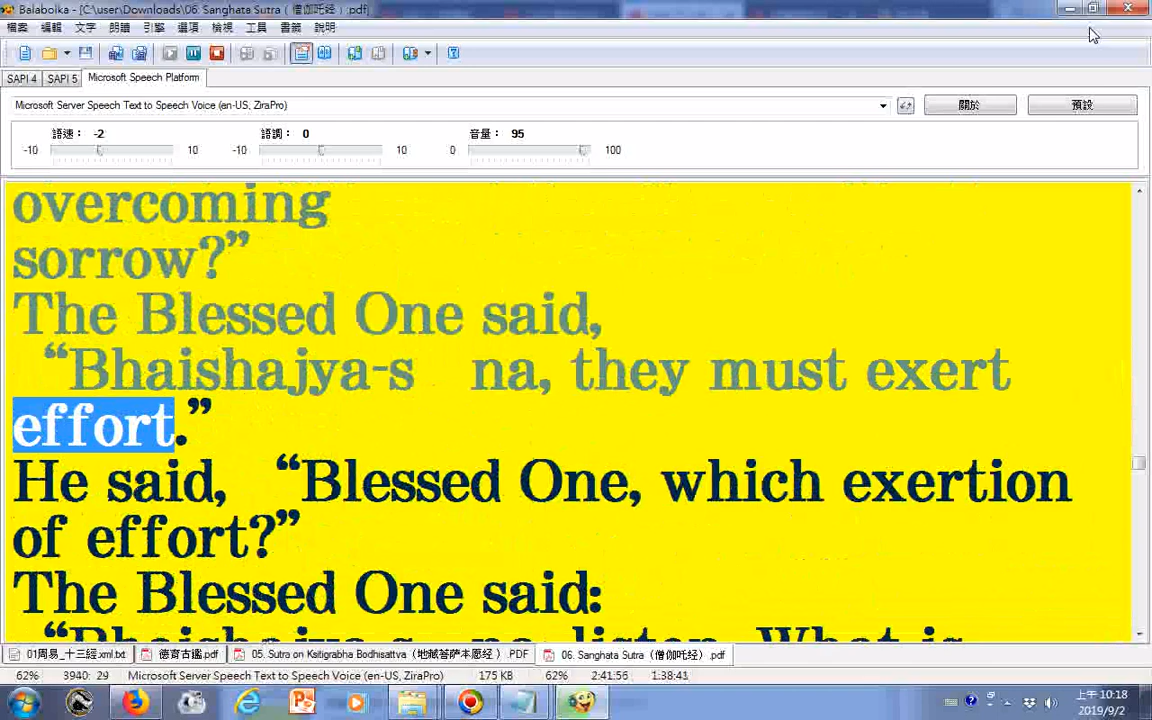 Balabolka - [C:\user\Downloads\06. Sanghata Sutra（僧伽吒经）.pdf]
檔案 編輯 文字 朗讀 引擎 選項 檢視 工具 書籤 說明
SAPI 4 SAPI 5 Microsoft Speech Platform
Microsoft Server Speech Text to Speech Voice (en-US, ZiraPro) 關於 預設
語速： -2 語調： 0 音量： 95
-10 10 -10 10 0 100
overcoming
sorrow?”
The Blessed One said,
“Bhaishajya-s na, they must exert
effort.”
He said, “Blessed One, which exertion
of effort?”
The Blessed One said:
“Bhaishajya-s na, listen. What is
01周易_十三經.xml.txt 德育古鑑.pdf 05. Sutra on Ksitigrabha Bodhisattva（地藏菩萨本愿经）.PDF 06. Sanghata Sutra（僧伽吒经）.pdf
62% 3940: 29 Microsoft Server Speech Text to Speech Voice (en-US, ZiraPro) 175 KB 62% 2:41:56 1:38:41
上午 10:18
2019/9/2